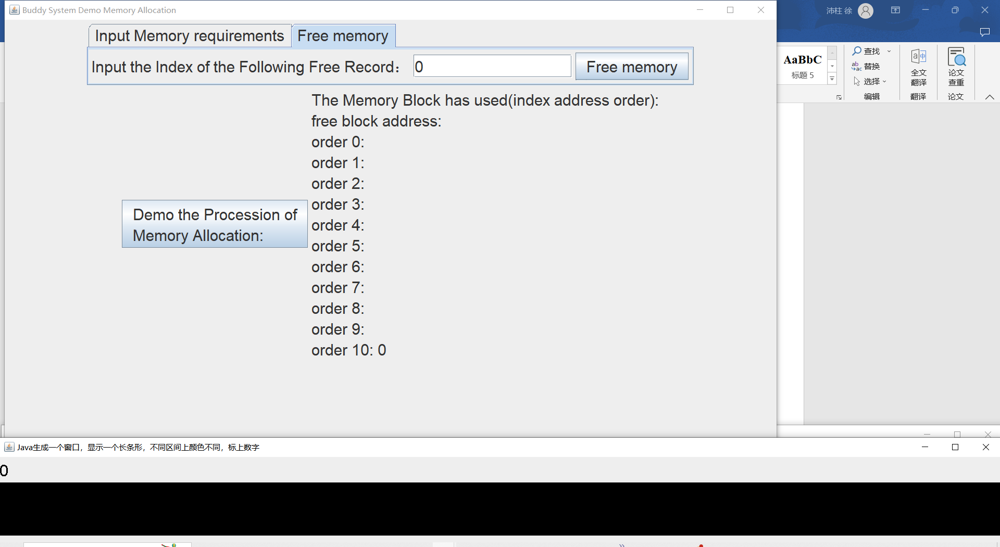 Buddy System Demo Memory Allocation
沛柱 徐
Input Memory requirements
Free memory
Input the Index of the Following Free Record：
0
Free memory
The Memory Block has used(index address order):
free block address:
order 0:
order 1:
order 2:
order 3:
order 4:
order 5:
order 6:
order 7:
order 8:
order 9:
order 10: 0
Demo the Procession of
Memory Allocation:
AaBbC
标题 5
查找
替换
选择
编辑
全文
翻译
翻译
论文
查重
论文
Java生成一个窗口，显示一个长条形，不同区间上颜色不同，标上数字
0